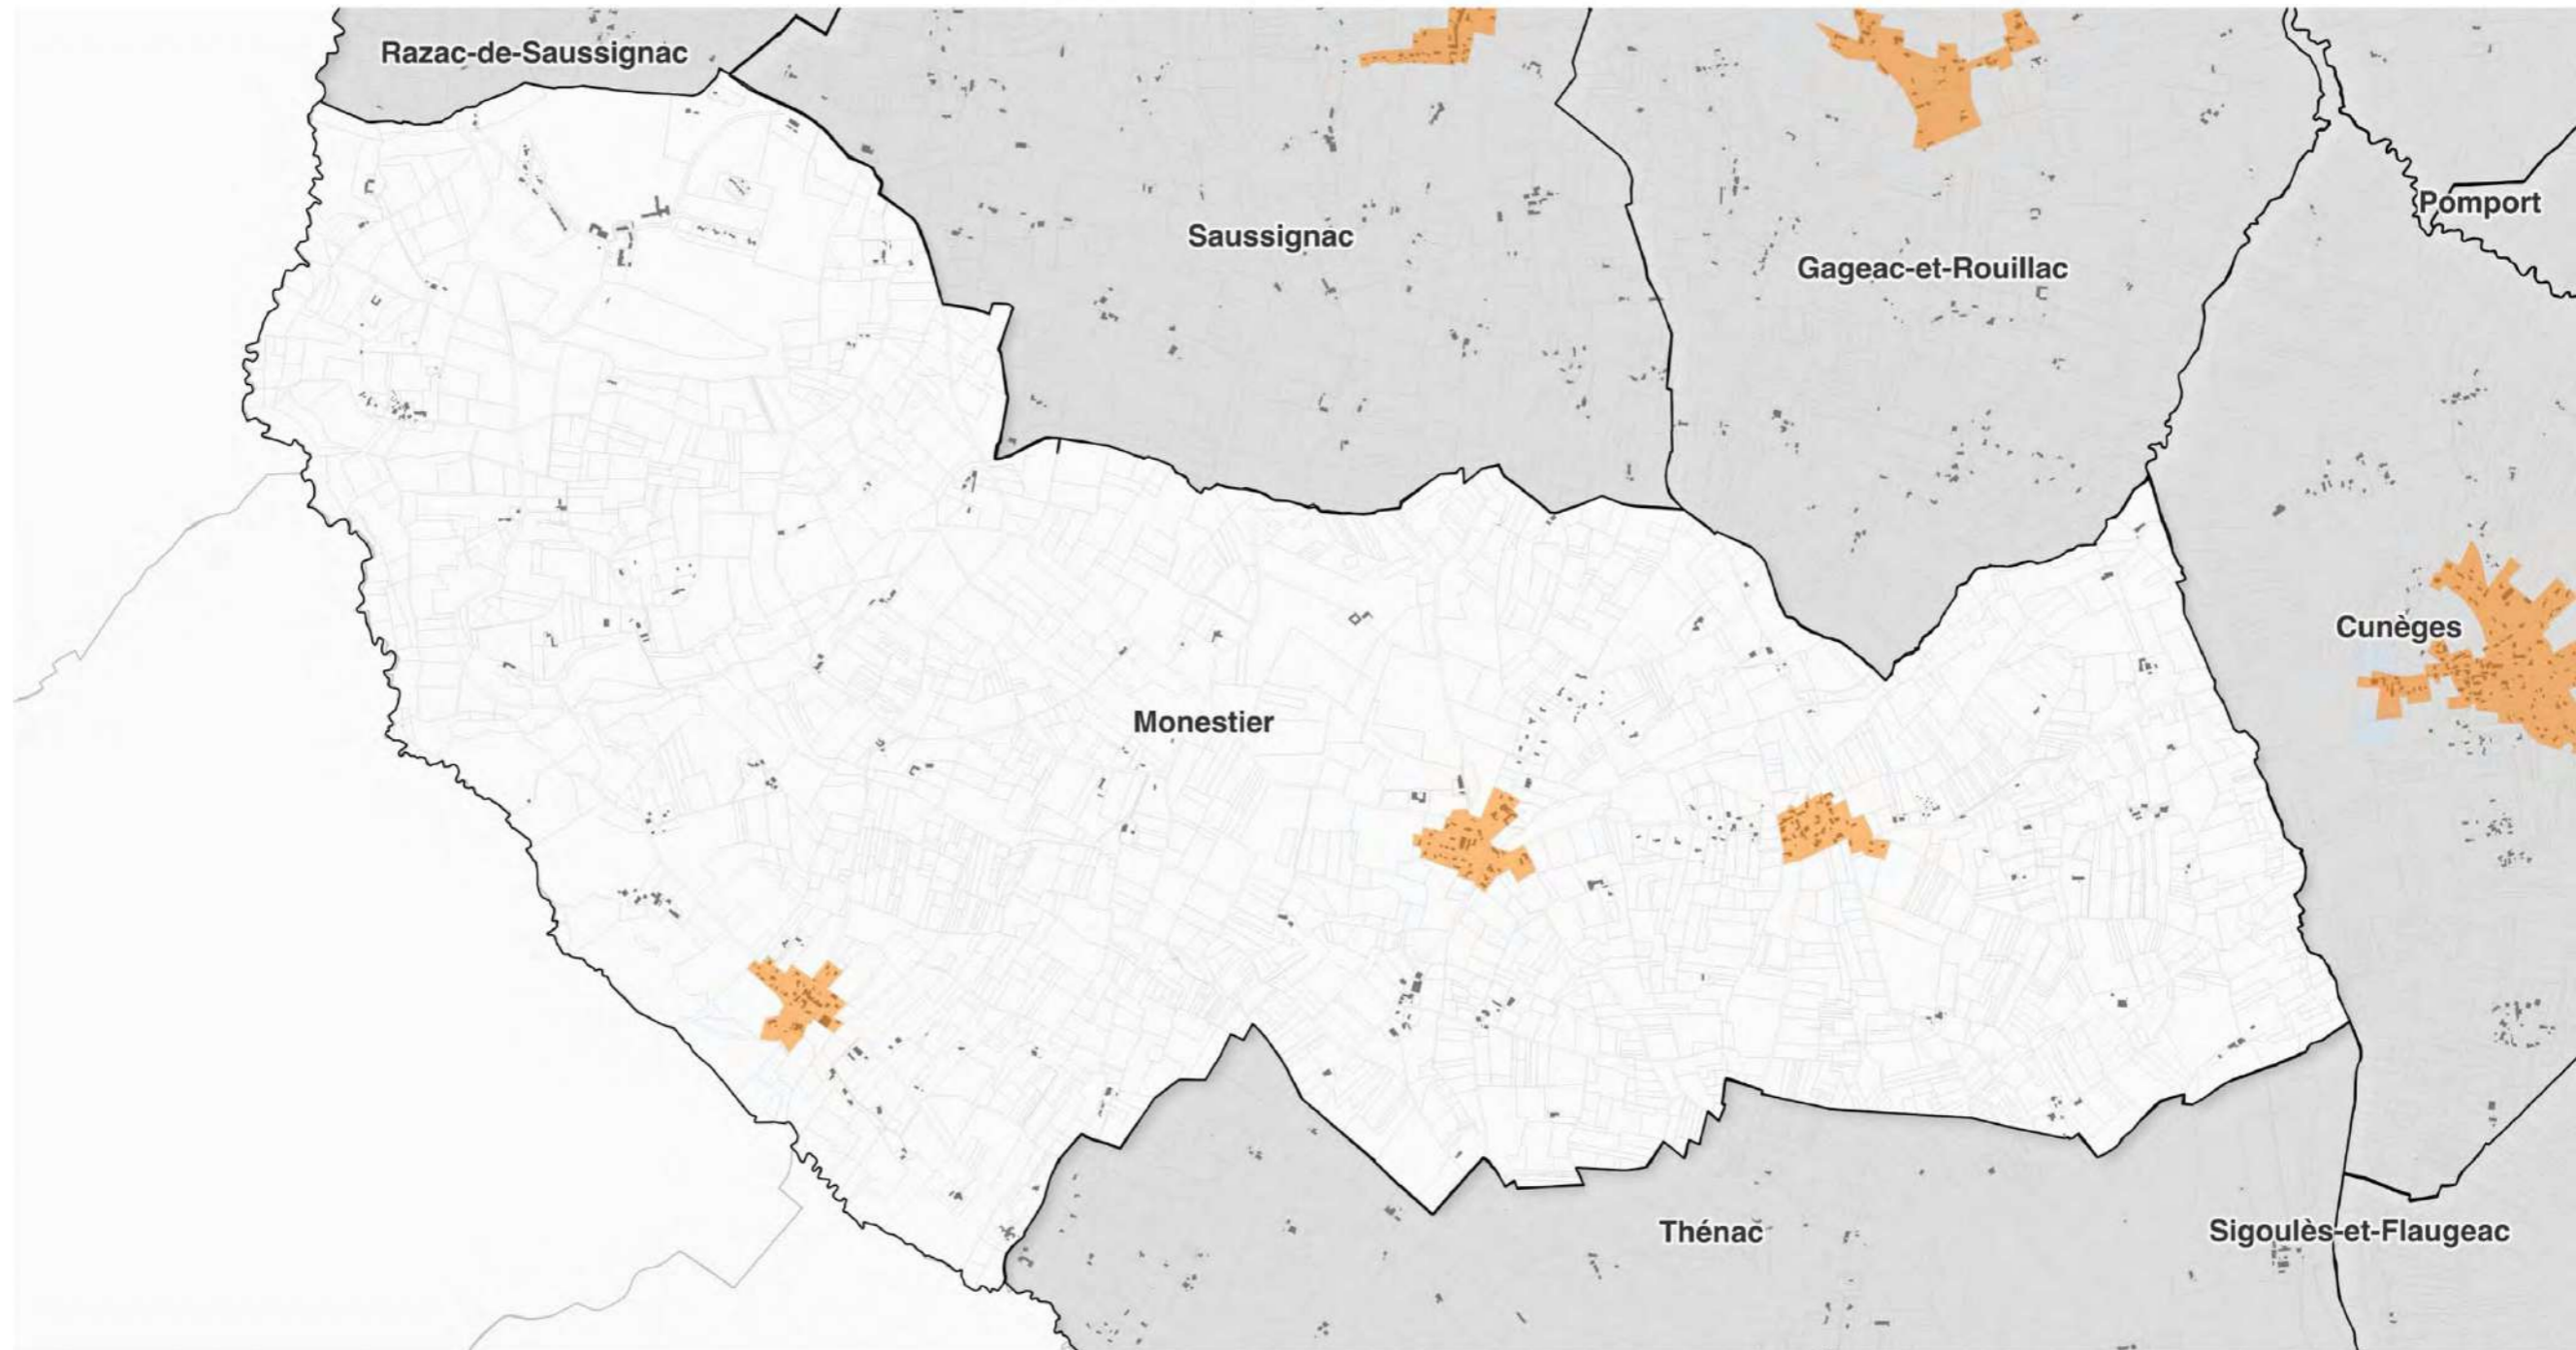 Razac-de-Saussignac
Pomport
Saussignac
Gageac-et-Rouillac
Cunèges
Monestier
Thénac
Sigoulès-et-Flaugeac